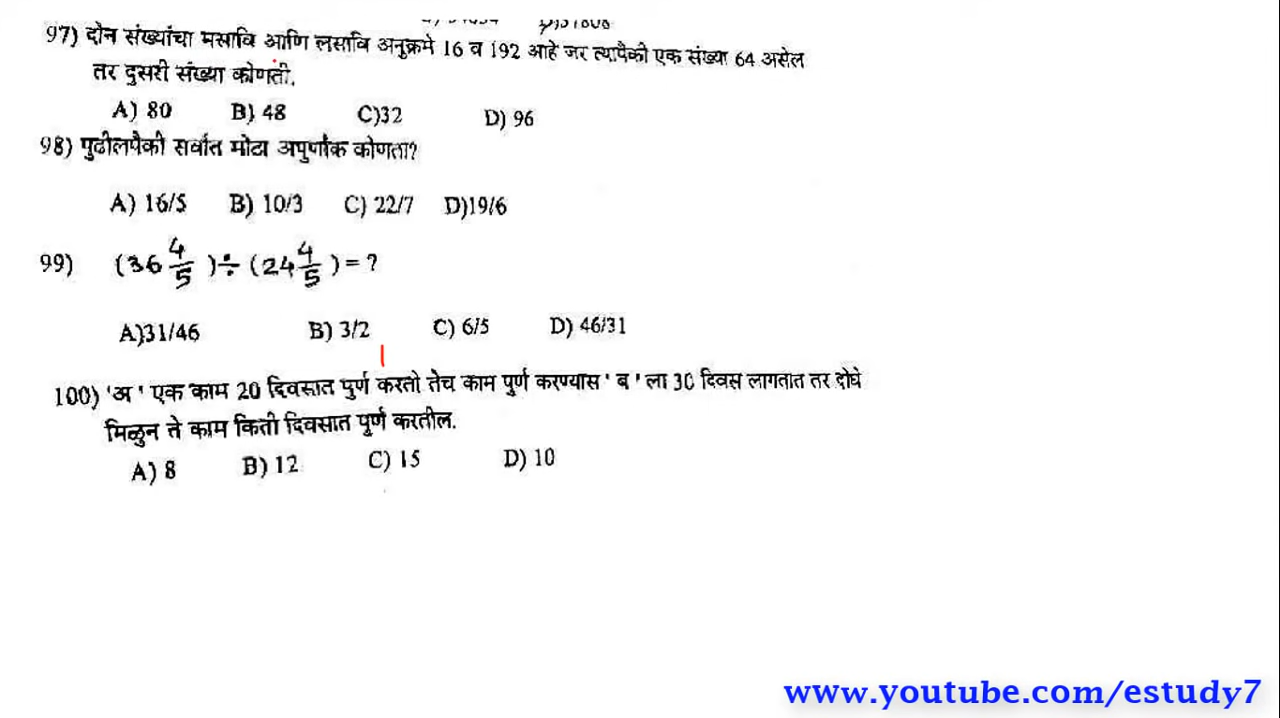 97) दोन संख्यांचा मसावि आणि लसावि अनुक्रमे 16 व 192 आहे जर त्यापैकी एक संख्या 64 असेल
तर दुसरी संख्या कोणती.
A) 80 B) 48 C)32 D) 96
98) पुढीलपैकी सर्वात मोठा अपुर्णांक कोणता?
A) 16/5 B) 10/3 C) 22/7 D)19/6
99) (36 4/5) ÷ (24 4/5) = ?
A)31/46 B) 3/2 C) 6/5 D) 46/31
100) 'अ' एक काम 20 दिवसात पुर्ण करतो तेच काम पुर्ण करण्यास 'ब' ला 30 दिवस लागतात तर दोघे
मिळुन ते काम किती दिवसात पुर्ण करतील.
A) 8 B) 12 C) 15 D) 10
www.youtube.com/estudy7